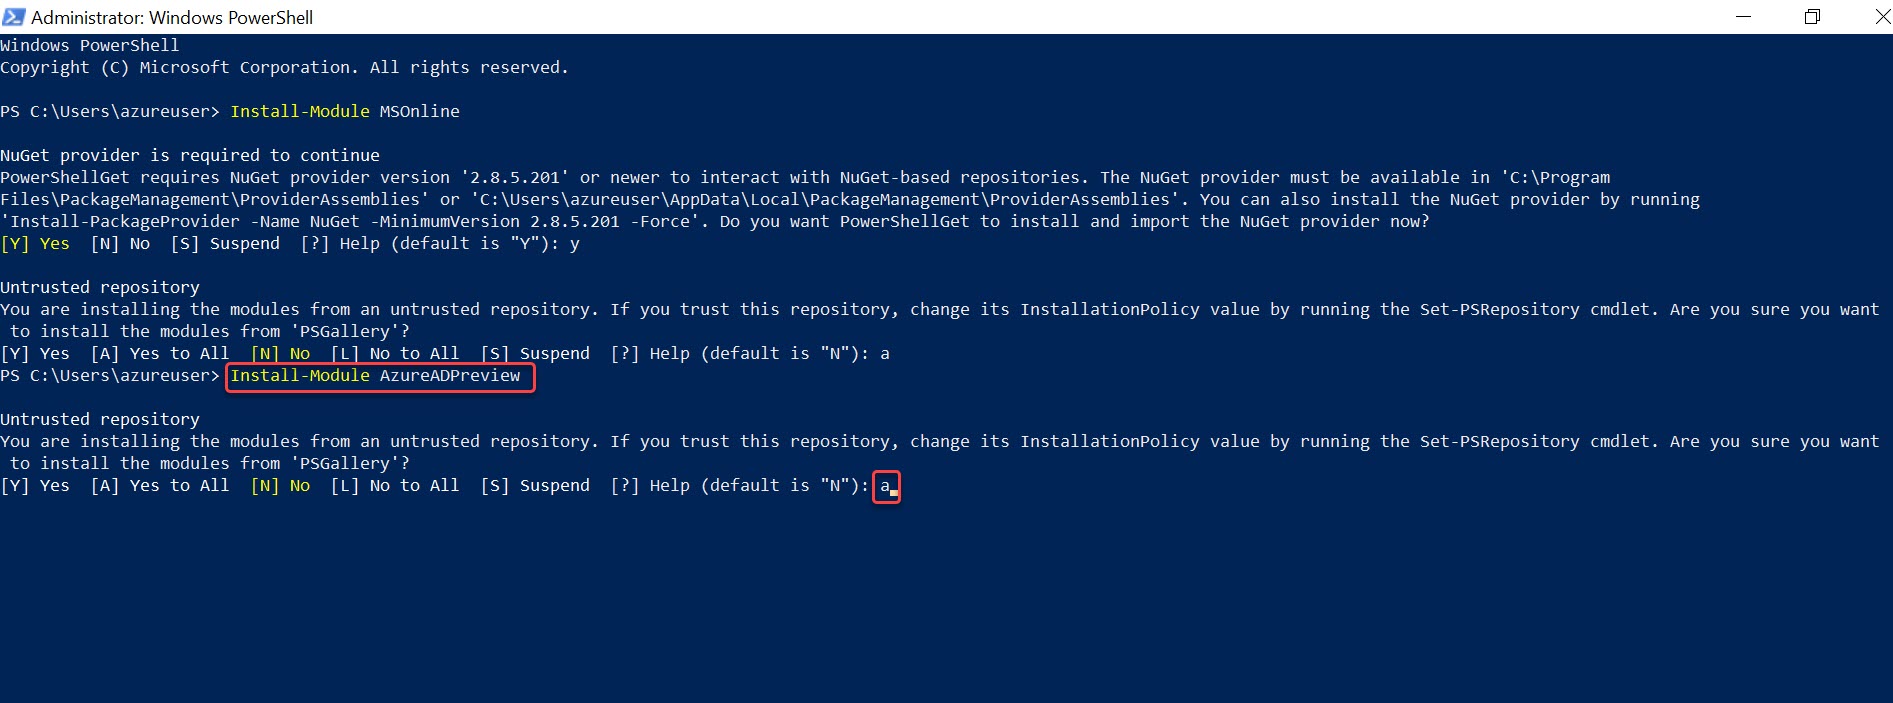 Administrator: Windows PowerShell
Windows PowerShell
Copyright (C) Microsoft Corporation. All rights reserved.
PS C:\Users\azureuser> Install-Module MSOnline
NuGet provider is required to continue
PowerShellGet requires NuGet provider version '2.8.5.201' or newer to interact with NuGet-based repositories. The NuGet provider must be available in 'C:\Program
Files\PackageManagement\ProviderAssemblies' or 'C:\Users\azureuser\AppData\Local\PackageManagement\ProviderAssemblies'. You can also install the NuGet provider by running
'Install-PackageProvider -Name NuGet -MinimumVersion 2.8.5.201 -Force'. Do you want PowerShellGet to install and import the NuGet provider now?
[Y] Yes  [N] No  [S] Suspend  [?] Help (default is "Y"): y
Untrusted repository
You are installing the modules from an untrusted repository. If you trust this repository, change its InstallationPolicy value by running the Set-PSRepository cmdlet. Are you sure you want
to install the modules from 'PSGallery'?
[Y] Yes  [A] Yes to All  [N] No  [L] No to All  [S] Suspend  [?] Help (default is "N"): a
PS C:\Users\azureuser> Install-Module AzureADPreview
Untrusted repository
You are installing the modules from an untrusted repository. If you trust this repository, change its InstallationPolicy value by running the Set-PSRepository cmdlet. Are you sure you want
to install the modules from 'PSGallery'?
[Y] Yes  [A] Yes to All  [N] No  [L] No to All  [S] Suspend  [?] Help (default is "N"): a